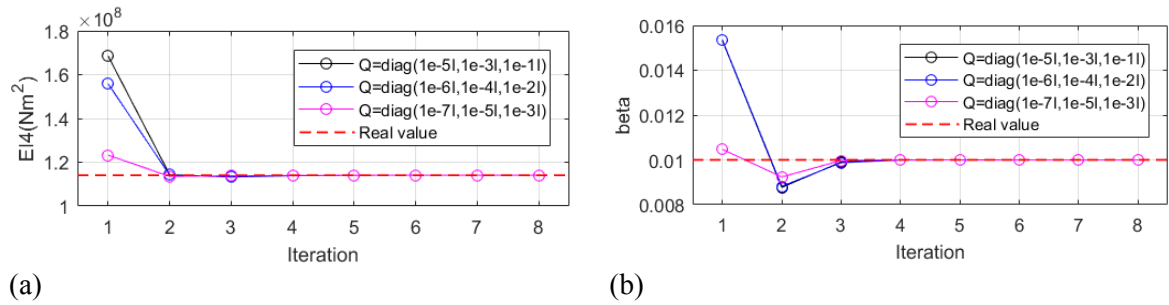 × 10⁸
1.8
1.6
1.4
1.2
1
EI4(Nm²)
Q=diag(1e-5I,1e-3I,1e-1I)
Q=diag(1e-6I,1e-4I,1e-2I)
Q=diag(1e-7I,1e-5I,1e-3I)
Real value
1 2 3 4 5 6 7 8
Iteration
(a)
0.016
0.014
0.012
0.01
0.008
beta
Q=diag(1e-5I,1e-3I,1e-1I)
Q=diag(1e-6I,1e-4I,1e-2I)
Q=diag(1e-7I,1e-5I,1e-3I)
Real value
1 2 3 4 5 6 7 8
Iteration
(b)